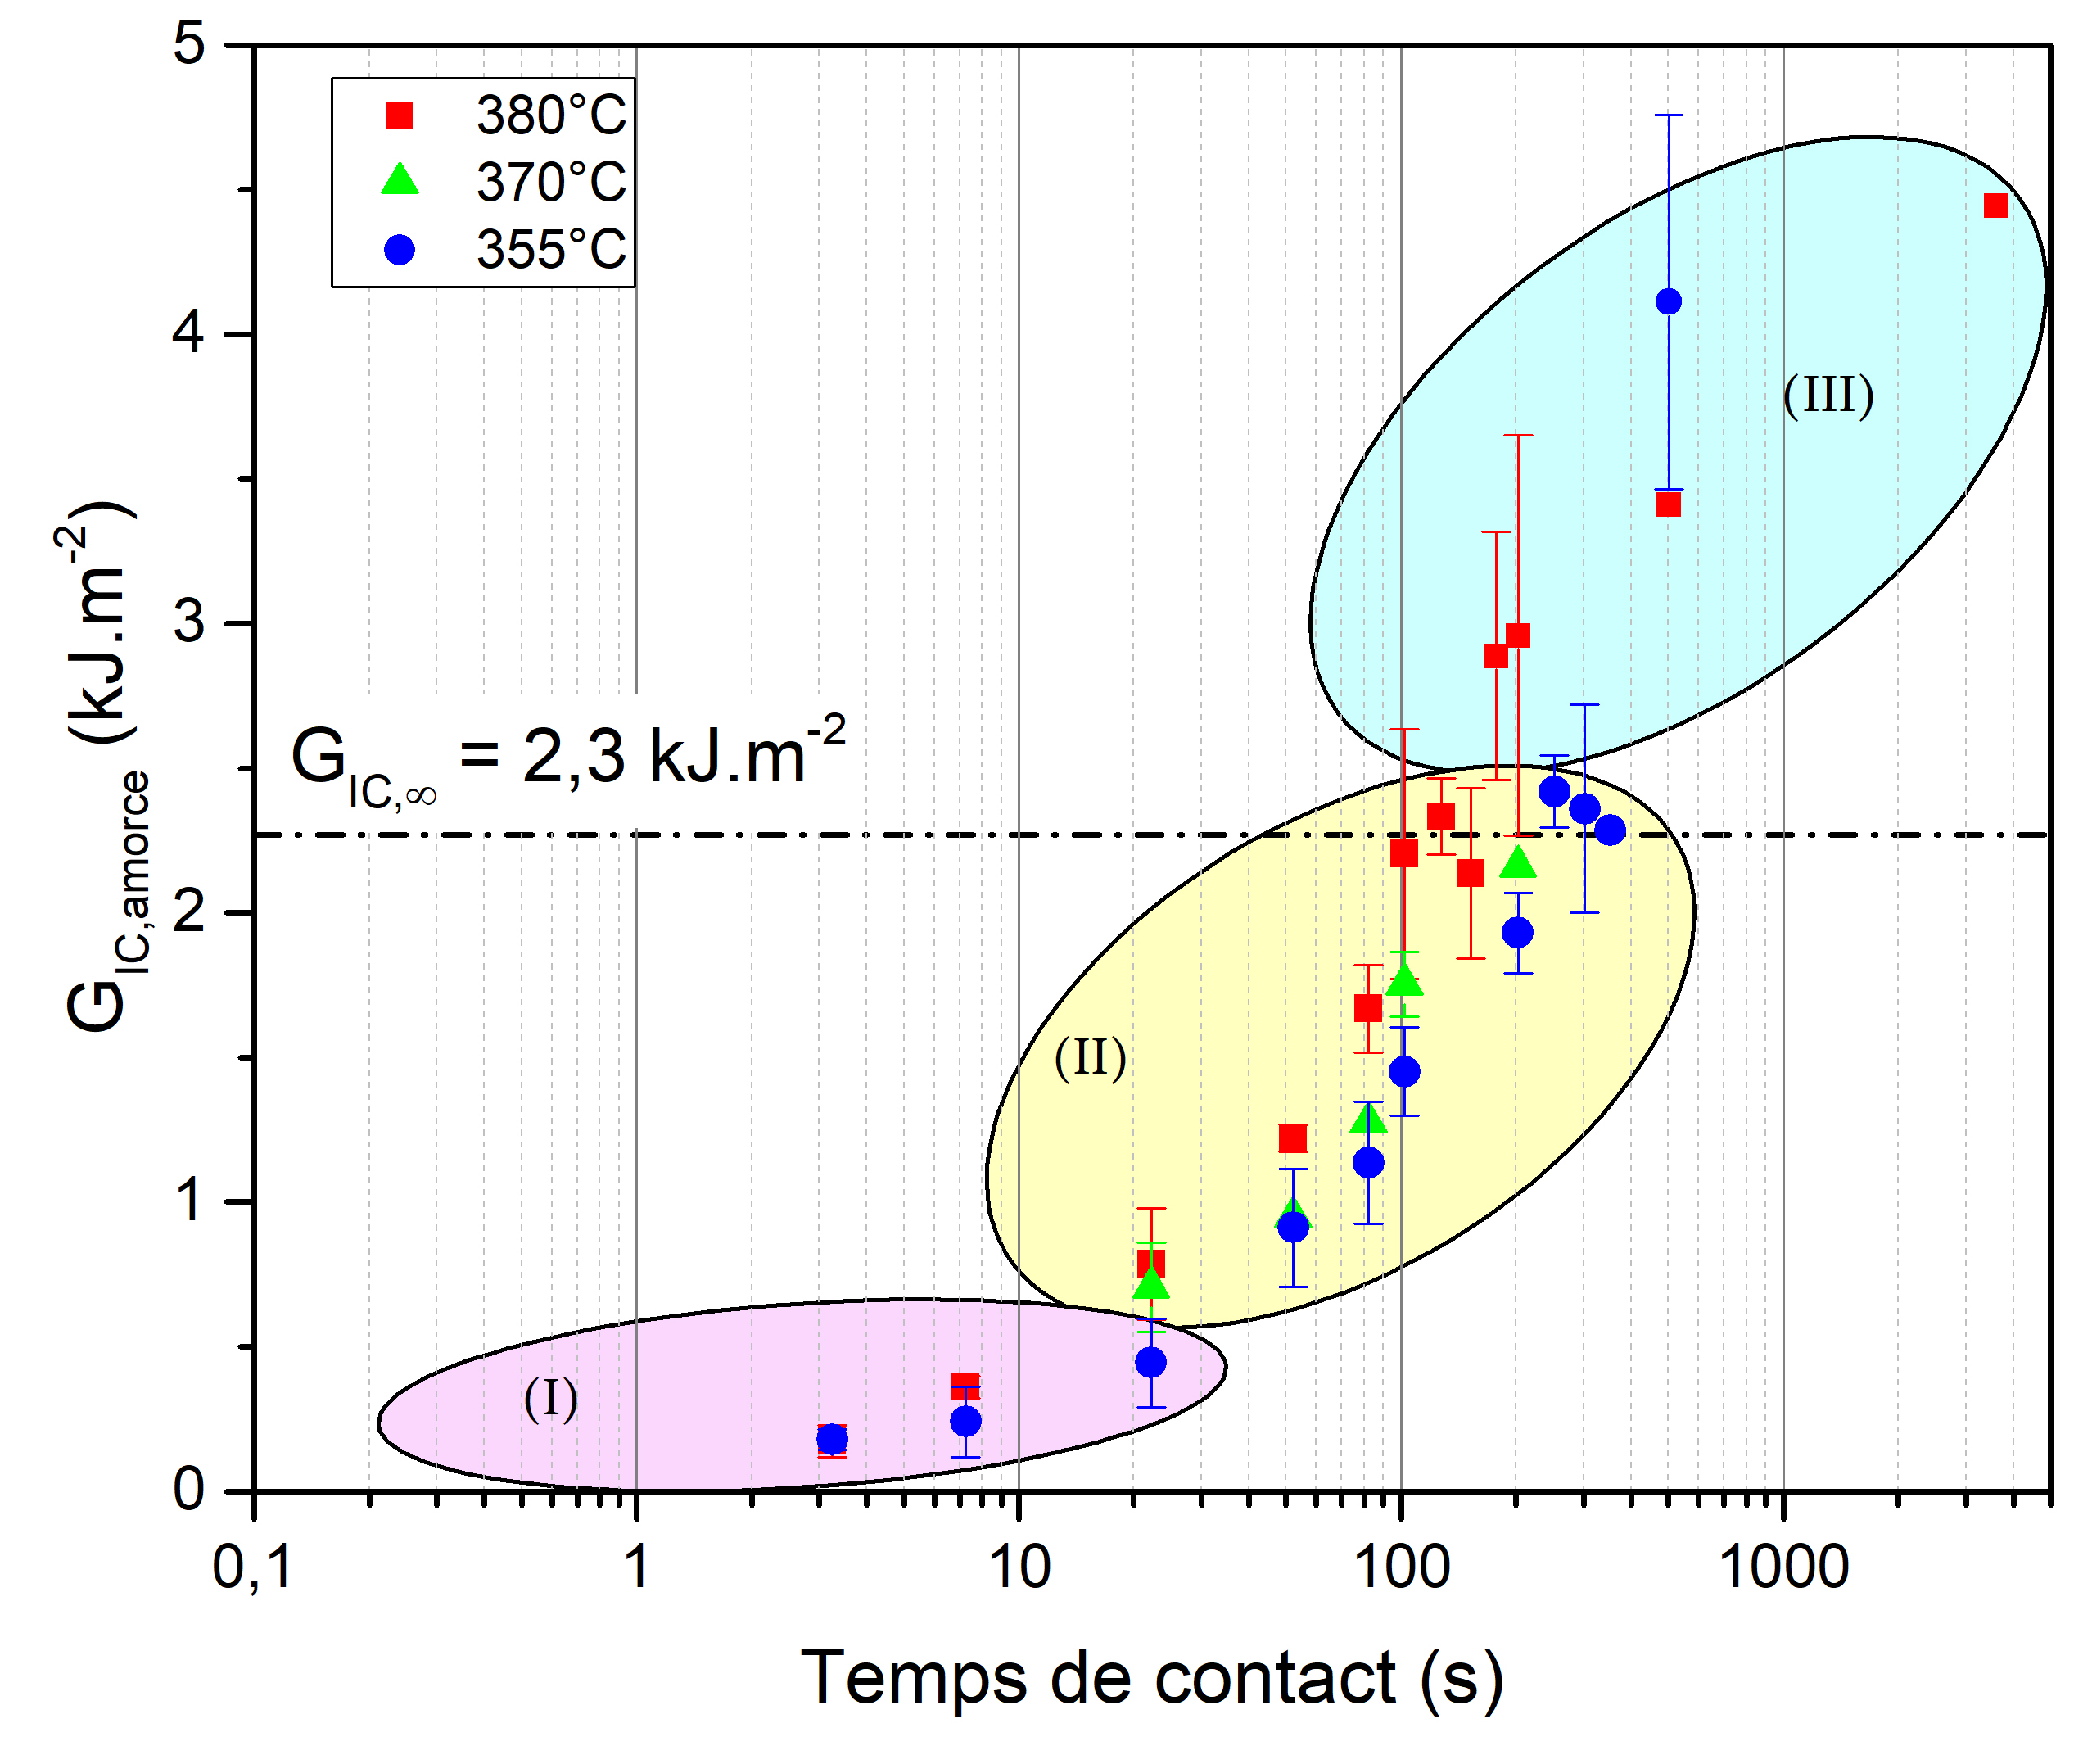 5
4
3
2
1
0
G_IC,amorce (kJ.m^-2)
380°C
370°C
355°C
(III)
G_IC,∞ = 2,3 kJ.m^-2
(II)
(I)
0,1 1 10 100 1000
Temps de contact (s)